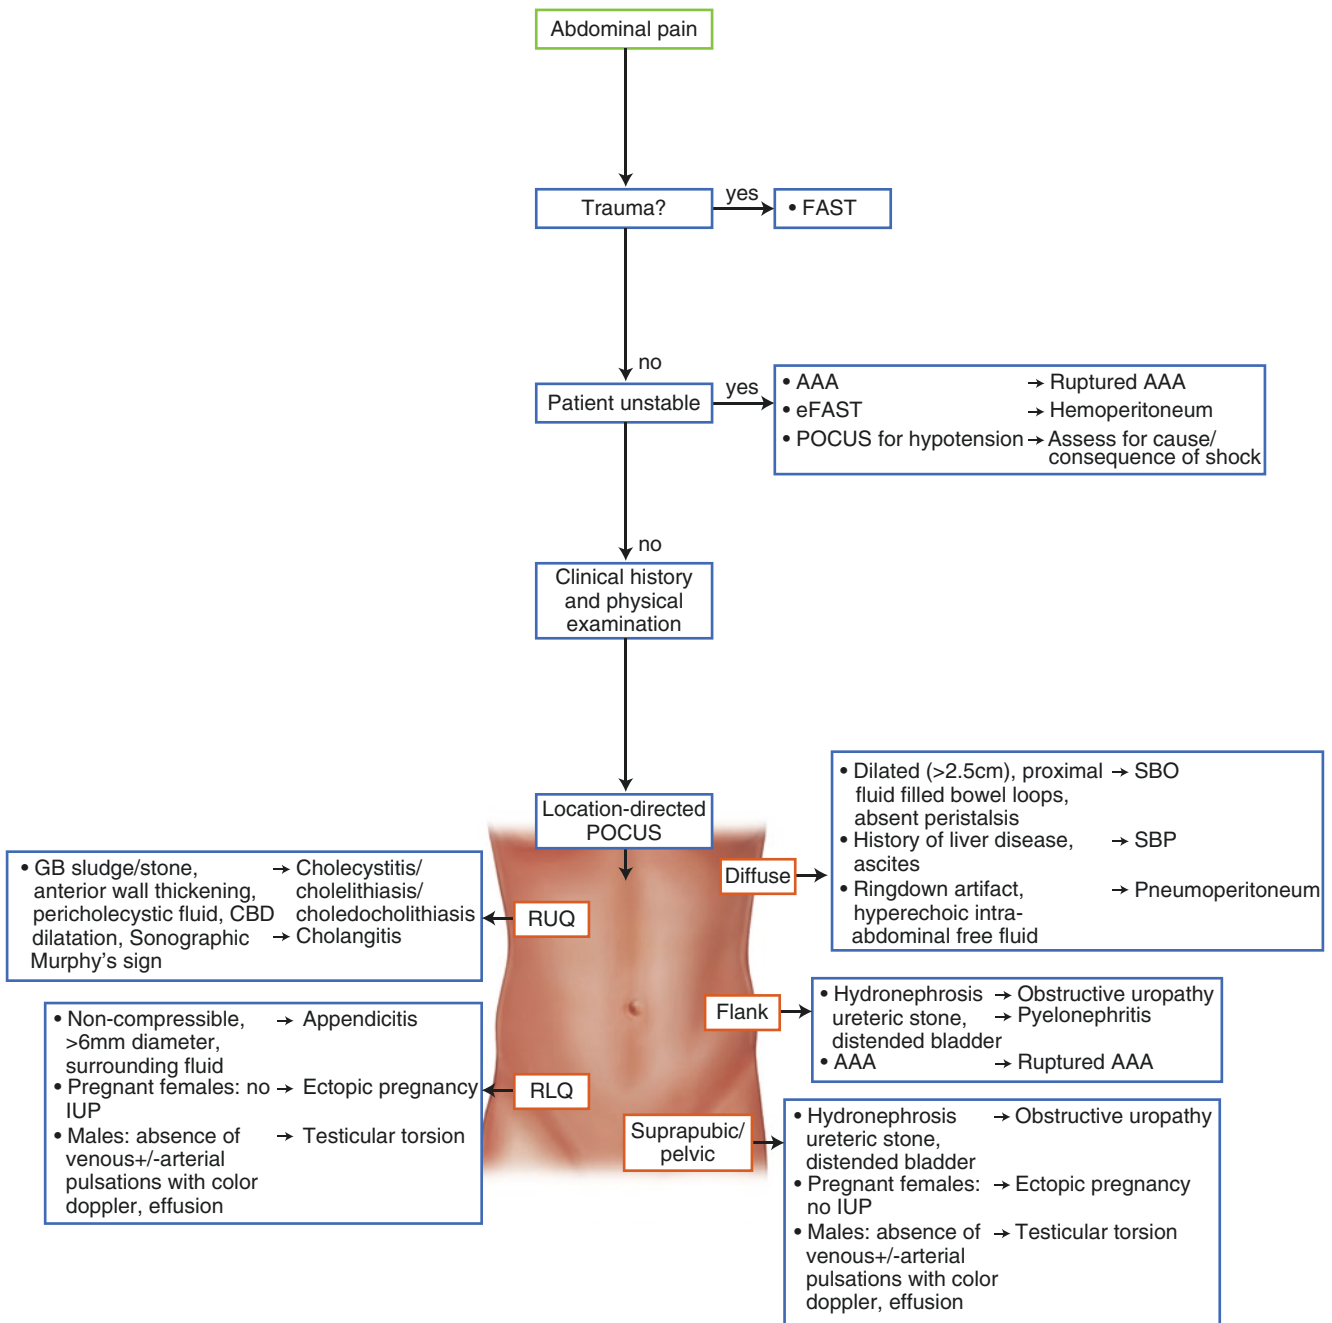 Abdominal pain
Trauma?
yes
• FAST
no
Patient unstable
yes
• AAA → Ruptured AAA
• eFAST → Hemoperitoneum
• POCUS for hypotension → Assess for cause/
consequence of shock
no
Clinical history
and physical
examination
Location-directed
POCUS
RUQ
• GB sludge/stone, → Cholecystitis/
anterior wall thickening, cholelithiasis/
pericholecystic fluid, CBD choledocholithiasis
dilatation, Sonographic → Cholangitis
Murphy's sign
Diffuse
• Dilated (>2.5cm), proximal → SBO
fluid filled bowel loops,
absent peristalsis
• History of liver disease, → SBP
ascites
• Ringdown artifact, → Pneumoperitoneum
hyperechoic intra-
abdominal free fluid
Flank
• Hydronephrosis → Obstructive uropathy
ureteric stone, → Pyelonephritis
distended bladder
• AAA → Ruptured AAA
RLQ
• Non-compressible, → Appendicitis
>6mm diameter,
surrounding fluid
• Pregnant females: no → Ectopic pregnancy
IUP
• Males: absence of → Testicular torsion
venous+/-arterial
pulsations with color
doppler, effusion
Suprapubic/
pelvic
• Hydronephrosis → Obstructive uropathy
ureteric stone,
distended bladder
• Pregnant females: → Ectopic pregnancy
no IUP
• Males: absence of → Testicular torsion
venous+/-arterial
pulsations with color
doppler, effusion